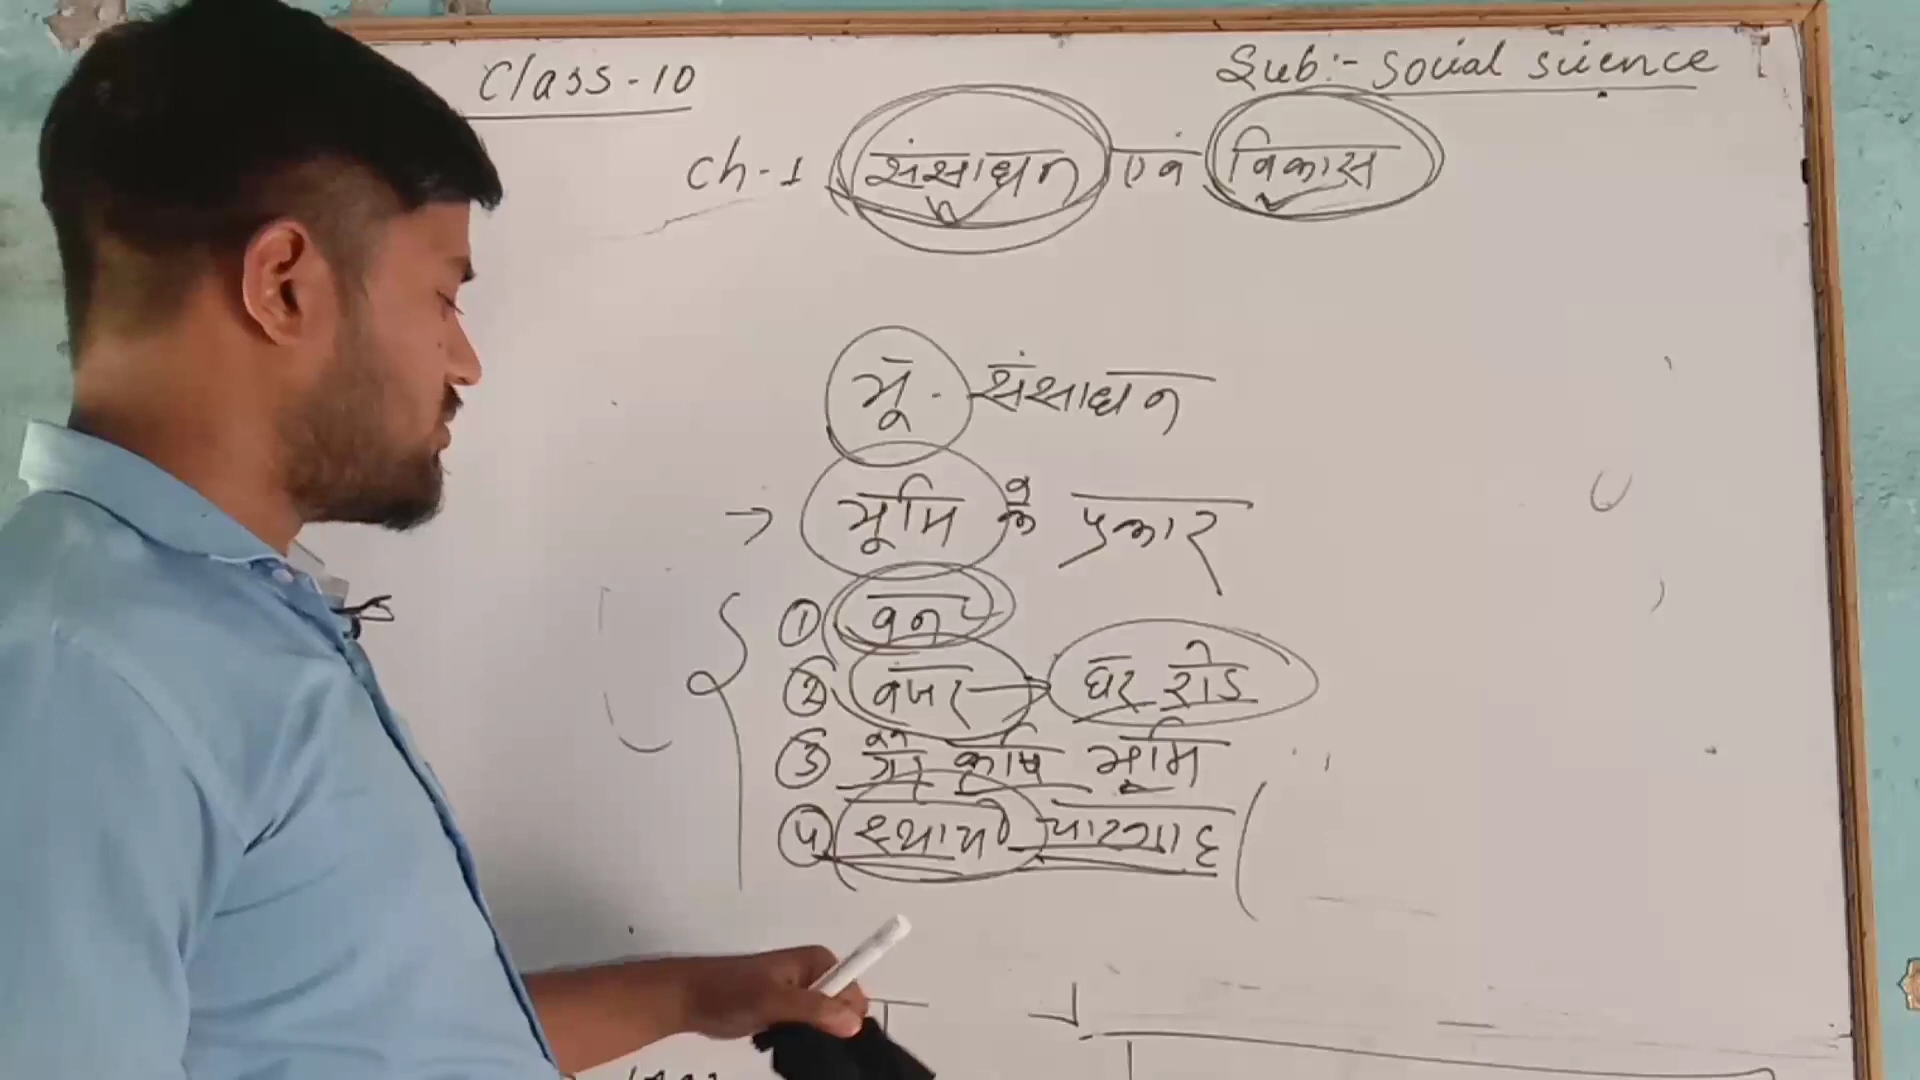 Class-10
Sub:- Social science
Ch-1 संसाधन एवं विकास
भू-संसाधन
→ भूमि के प्रकार
① वन
② बंजर → घर रोड
③ कृषि भूमि
④ स्थायी चारागाह